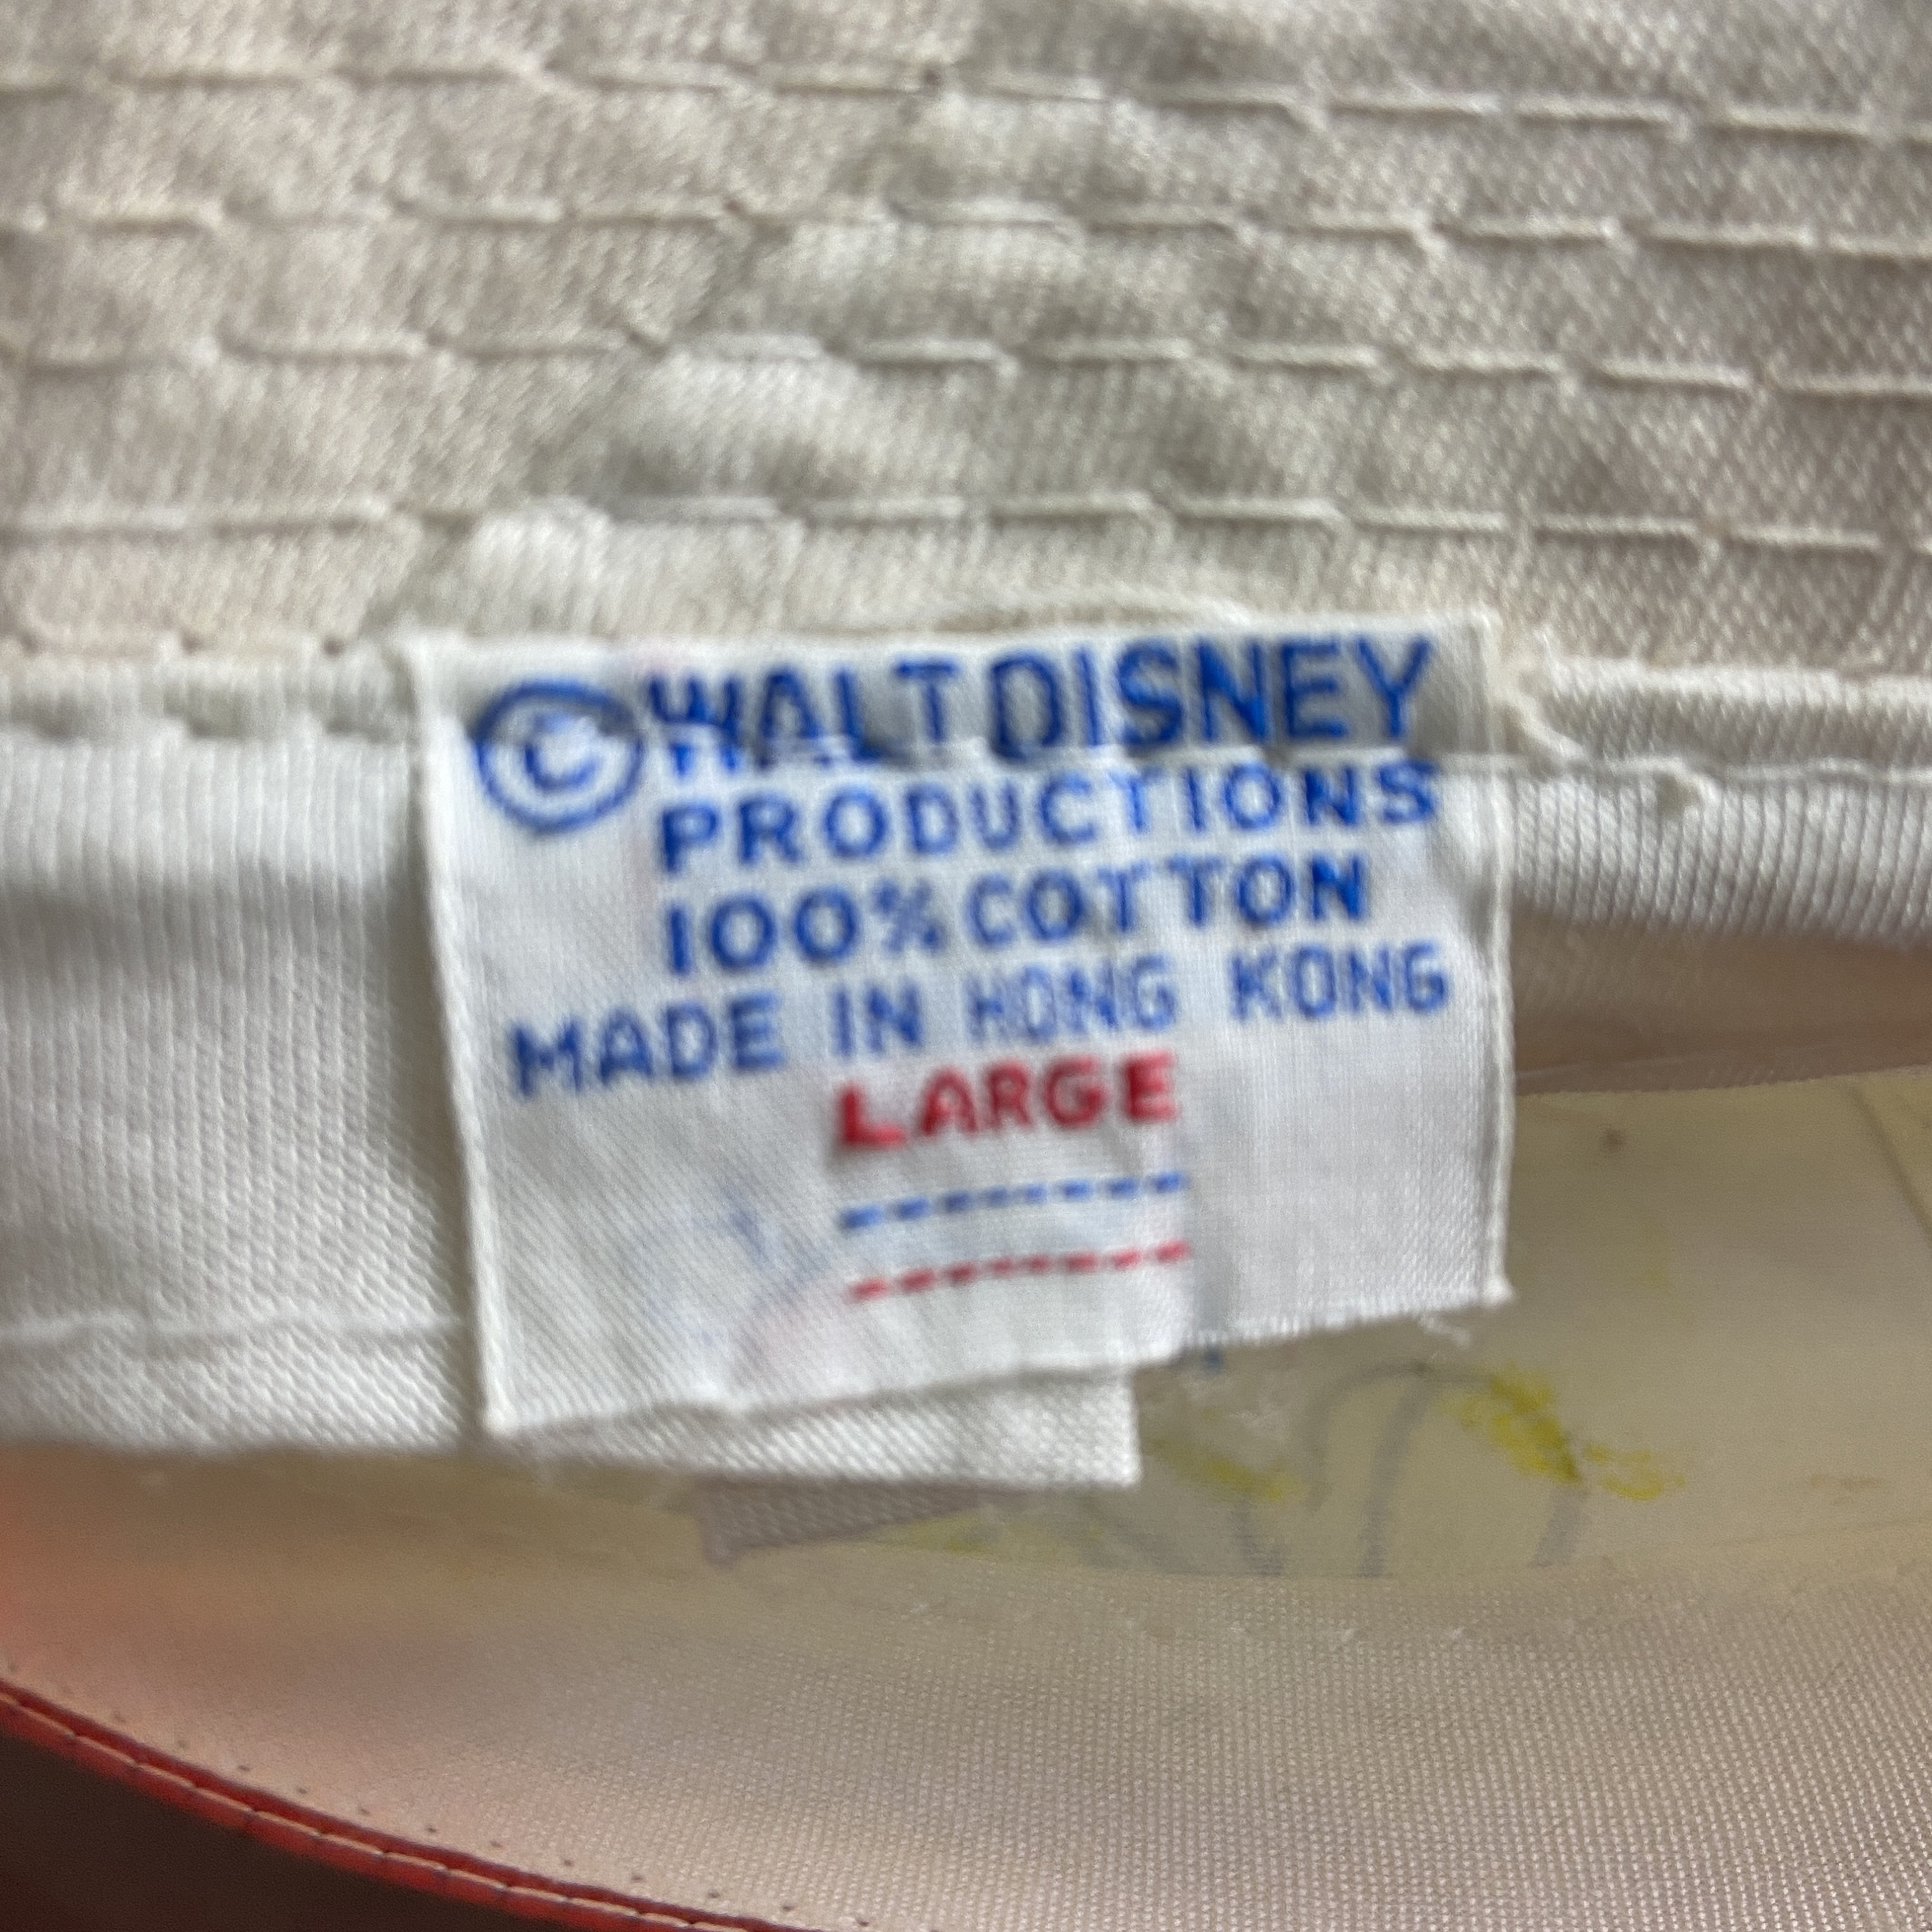 © WALT DISNEY
PRODUCTIONS
100% COTTON
MADE IN HONG KONG
LARGE